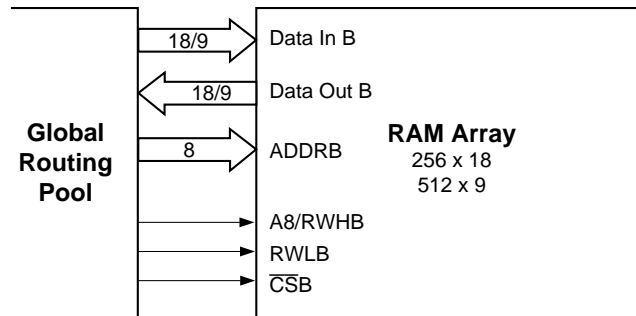 18/9
Data In B
18/9
Data Out B
Global
Routing
Pool
8
ADDRB
RAM Array
256 x 18
512 x 9
A8/RWHB
RWLB
C̅S̅B